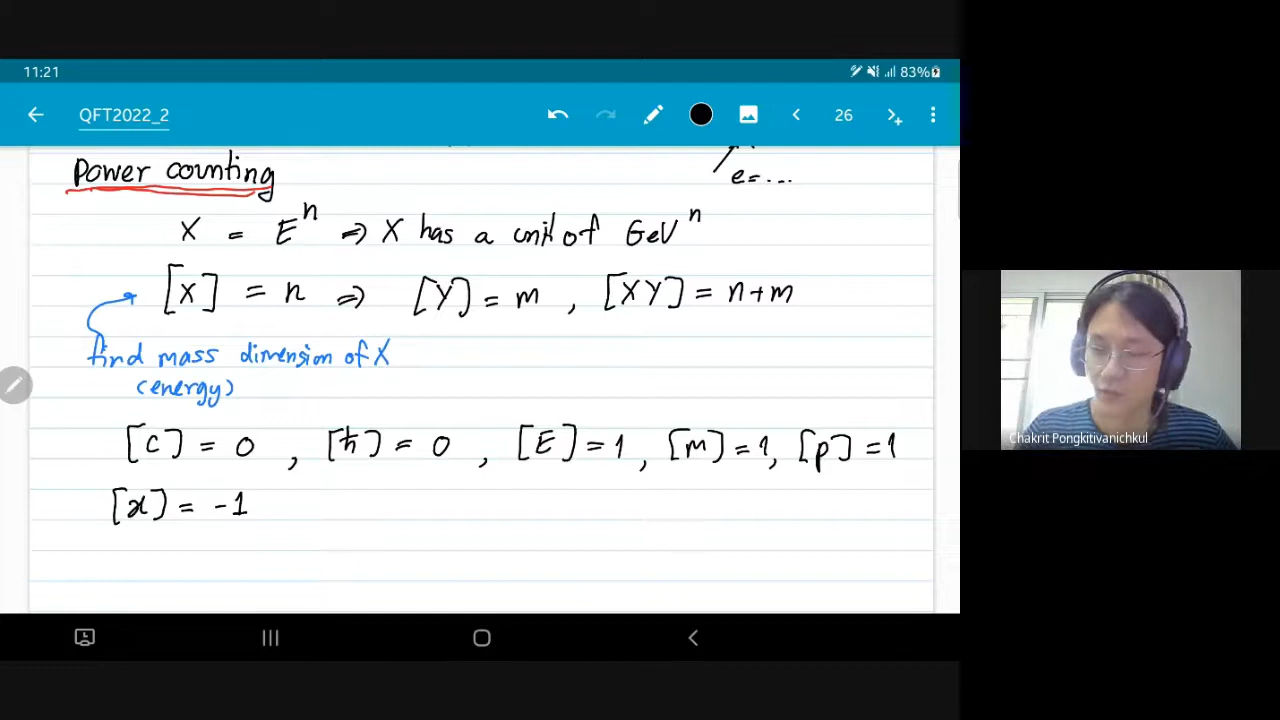 11:21 83%
QFT2022_2 26
Power counting
e=...
X = E^n ⇒ X has a unit of GeV^n
[X] = n ⇒ [Y] = m , [XY] = n+m
find mass dimension of X
(energy)
[c] = 0 , [ħ] = 0 , [E] = 1 , [m] = 1, [p] = 1
[x] = -1
Chakrit Pongkitivanichkul